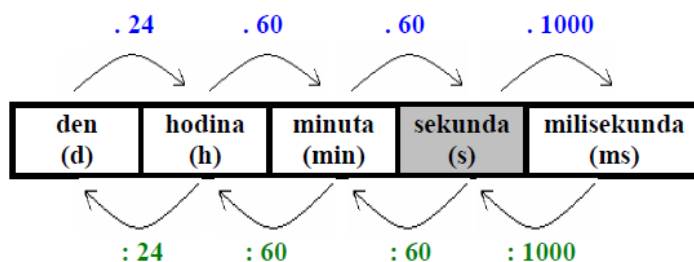 . 24 . 60 . 60 . 1000
den hodina minuta sekunda milisekunda
(d) (h) (min) (s) (ms)
: 24 : 60 : 60 : 1000